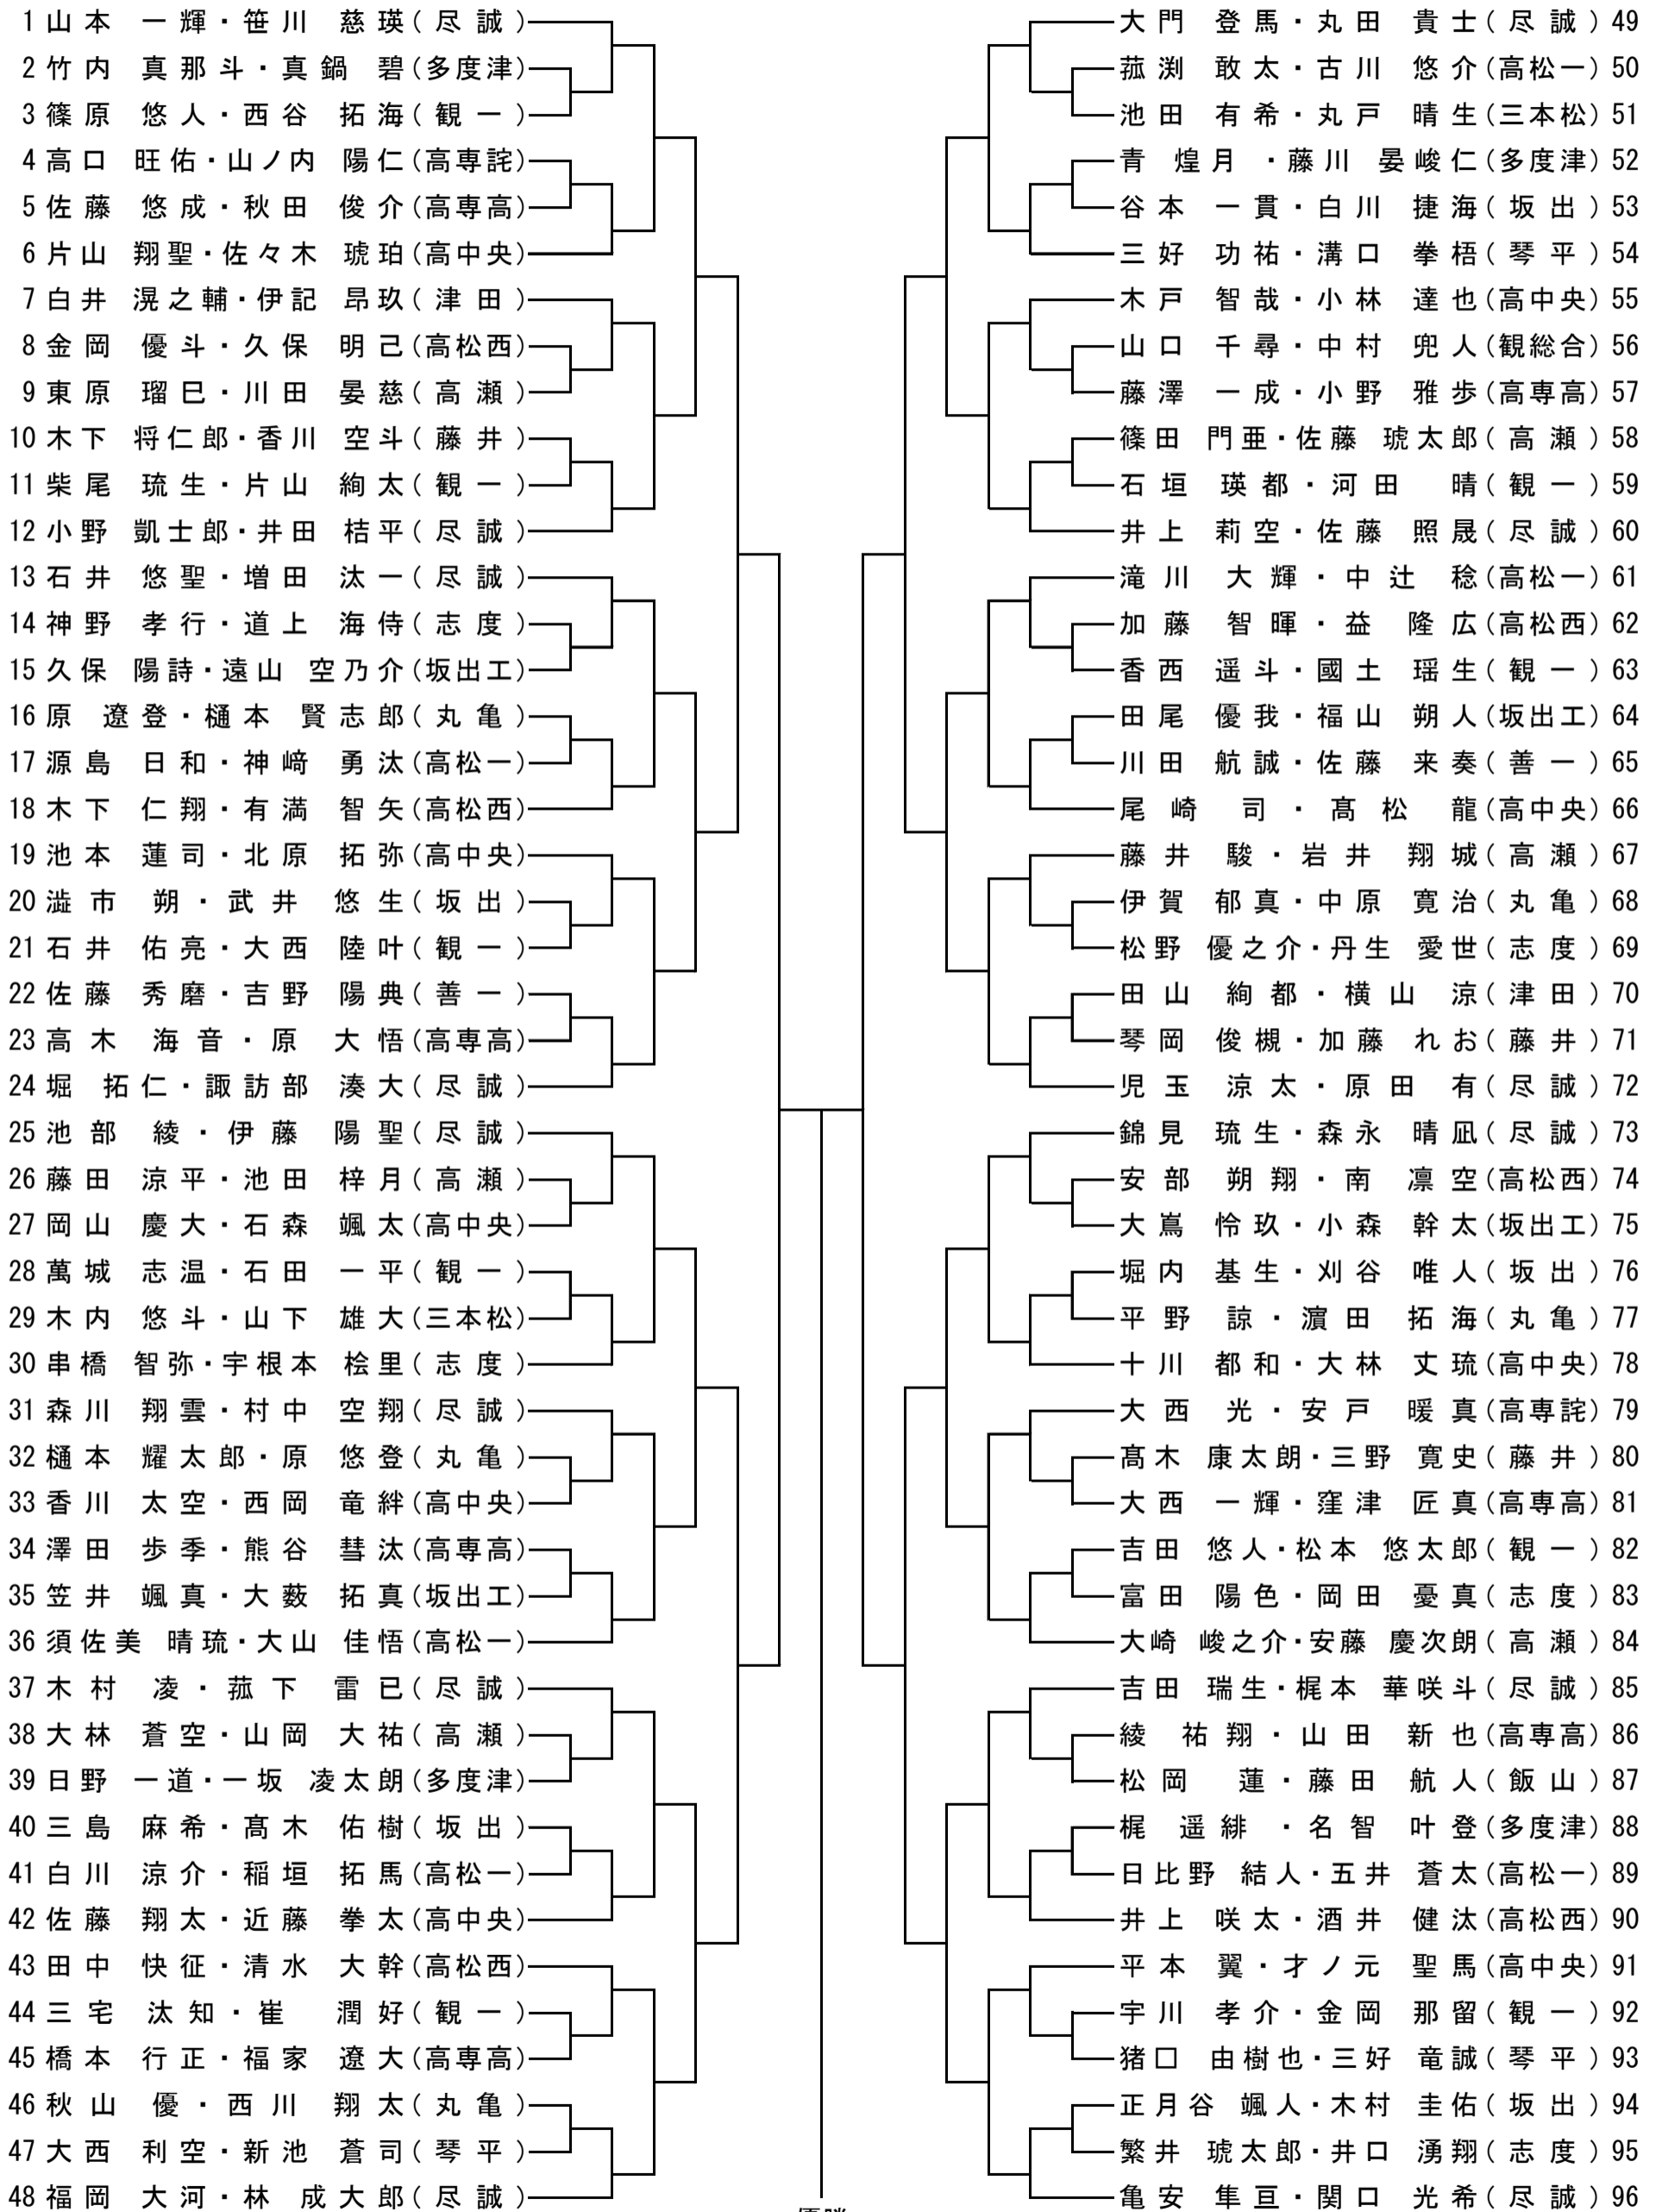 1 山本 一輝・笹川 慈瑛(尽誠)
2 竹内 真那斗・真鍋 碧(多度津)
3 篠原 悠人・西谷 拓海(観一)
4 高口 旺佑・山ノ内 陽仁(高専詫)
5 佐藤 悠成・秋田 俊介(高専高)
6 片山 翔聖・佐々木 琥珀(高中央)
7 白井 滉之輔・伊記 昂玖(津田)
8 金岡 優斗・久保 明己(高松西)
9 東原 瑠巳・川田 晏慈(高瀬)
10 木下 将仁郎・香川 空斗(藤井)
11 柴尾 琉生・片山 絢太(観一)
12 小野 凱士郎・井田 桔平(尽誠)
13 石井 悠聖・増田 汰一(尽誠)
14 神野 孝行・道上 海侍(志度)
15 久保 陽詩・遠山 空乃介(坂出工)
16 原 遼登・樋本 賢志郎(丸亀)
17 源島 日和・神﨑 勇汰(高松一)
18 木下 仁翔・有満 智矢(高松西)
19 池本 蓮司・北原 拓弥(高中央)
20 澁市 朔・武井 悠生(坂出)
21 石井 佑亮・大西 陸叶(観一)
22 佐藤 秀磨・吉野 陽典(善一)
23 高木 海音・原 大悟(高専高)
24 堀 拓仁・諏訪部 湊大(尽誠)
25 池部 綾・伊藤 陽聖(尽誠)
26 藤田 涼平・池田 梓月(高瀬)
27 岡山 慶大・石森 颯太(高中央)
28 萬城 志温・石田 一平(観一)
29 木内 悠斗・山下 雄大(三本松)
30 串橋 智弥・宇根本 桧里(志度)
31 森川 翔雲・村中 空翔(尽誠)
32 樋本 耀太郎・原 悠登(丸亀)
33 香川 太空・西岡 竜絆(高中央)
34 澤田 歩季・熊谷 彗汰(高専高)
35 笠井 颯真・大薮 拓真(坂出工)
36 須佐美 晴琉・大山 佳悟(高松一)
37 木村 凌・菰下 雷已(尽誠)
38 大林 蒼空・山岡 大祐(高瀬)
39 日野 一道・一坂 凌太朗(多度津)
40 三島 麻希・髙木 佑樹(坂出)
41 白川 涼介・稲垣 拓馬(高松一)
42 佐藤 翔太・近藤 拳太(高中央)
43 田中 快征・清水 大幹(高松西)
44 三宅 汰知・崔 潤好(観一)
45 橋本 行正・福家 遼大(高専高)
46 秋山 優・西川 翔太(丸亀)
47 大西 利空・新池 蒼司(琴平)
48 福岡 大河・林 成大郎(尽誠)
大門 登馬・丸田 貴士(尽誠) 49
菰渕 敢太・古川 悠介(高松一) 50
池田 有希・丸戸 晴生(三本松) 51
青 煌月・藤川 晏峻仁(多度津) 52
谷本 一貫・白川 捷海(坂出) 53
三好 功祐・溝口 拳梧(琴平) 54
木戸 智哉・小林 達也(高中央) 55
山口 千尋・中村 兜人(観総合) 56
藤澤 一成・小野 雅歩(高専高) 57
篠田 門亜・佐藤 琥太郎(高瀬) 58
石垣 瑛都・河田 晴(観一) 59
井上 莉空・佐藤 照晟(尽誠) 60
滝川 大輝・中辻 稔(高松一) 61
加藤 智暉・益 隆広(高松西) 62
香西 遥斗・國土 瑶生(観一) 63
田尾 優我・福山 朔人(坂出工) 64
川田 航誠・佐藤 来奏(善一) 65
尾崎 司・髙松 龍(高中央) 66
藤井 駿・岩井 翔城(高瀬) 67
伊賀 郁真・中原 寛治(丸亀) 68
松野 優之介・丹生 愛世(志度) 69
田山 絢都・横山 涼(津田) 70
琴岡 俊槻・加藤 れお(藤井) 71
児玉 涼太・原田 有(尽誠) 72
錦見 琉生・森永 晴凪(尽誠) 73
安部 朔翔・南 凛空(高松西) 74
大嶌 怜玖・小森 幹太(坂出工) 75
堀内 基生・刈谷 唯人(坂出) 76
平野 諒・濵田 拓海(丸亀) 77
十川 都和・大林 丈琉(高中央) 78
大西 光・安戸 暖真(高専詫) 79
髙木 康太朗・三野 寛史(藤井) 80
大西 一輝・窪津 匠真(高専高) 81
吉田 悠人・松本 悠太郎(観一) 82
富田 陽色・岡田 憂真(志度) 83
大崎 峻之介・安藤 慶次朗(高瀬) 84
吉田 瑞生・梶本 華咲斗(尽誠) 85
綾 祐翔・山田 新也(高専高) 86
松岡 蓮・藤田 航人(飯山) 87
梶 遥緋・名智 叶登(多度津) 88
日比野 結人・五井 蒼太(高松一) 89
井上 咲太・酒井 健汰(高松西) 90
平本 翼・才ノ元 聖馬(高中央) 91
宇川 孝介・金岡 那留(観一) 92
猪口 由樹也・三好 竜誠(琴平) 93
正月谷 颯人・木村 圭佑(坂出) 94
繁井 琥太郎・井口 湧翔(志度) 95
亀安 隼亘・関口 光希(尽誠) 96